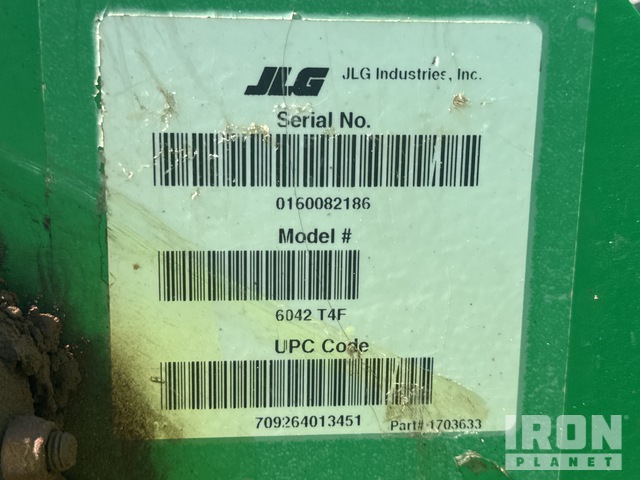 JLG JLG Industries, Inc.
Serial No.
0160082186
Model #
6042 T4F
UPC Code
709264013451 Part# 1703633
IRON
PLANET